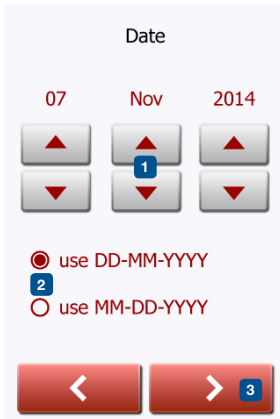 Date
07 Nov 2014
1
use DD-MM-YYYY
2
use MM-DD-YYYY
3